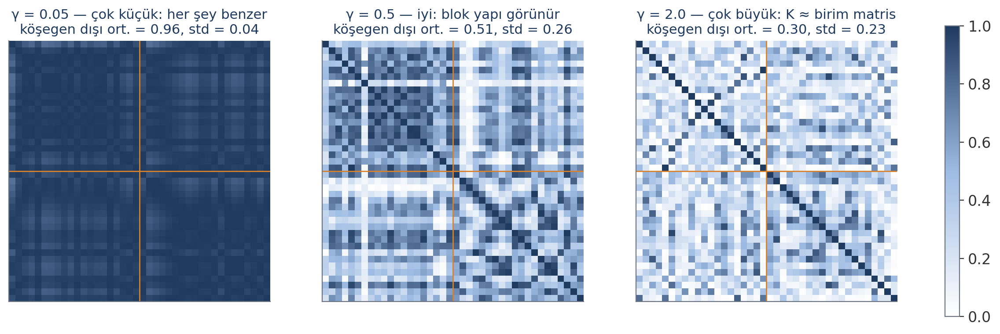 γ = 0.05 — çok küçük: her şey benzer
köşegen dışı ort. = 0.96, std = 0.04
γ = 0.5 — iyi: blok yapı görünür
köşegen dışı ort. = 0.51, std = 0.26
γ = 2.0 — çok büyük: K ≈ birim matris
köşegen dışı ort. = 0.30, std = 0.23
1.0
0.8
0.6
0.4
0.2
0.0